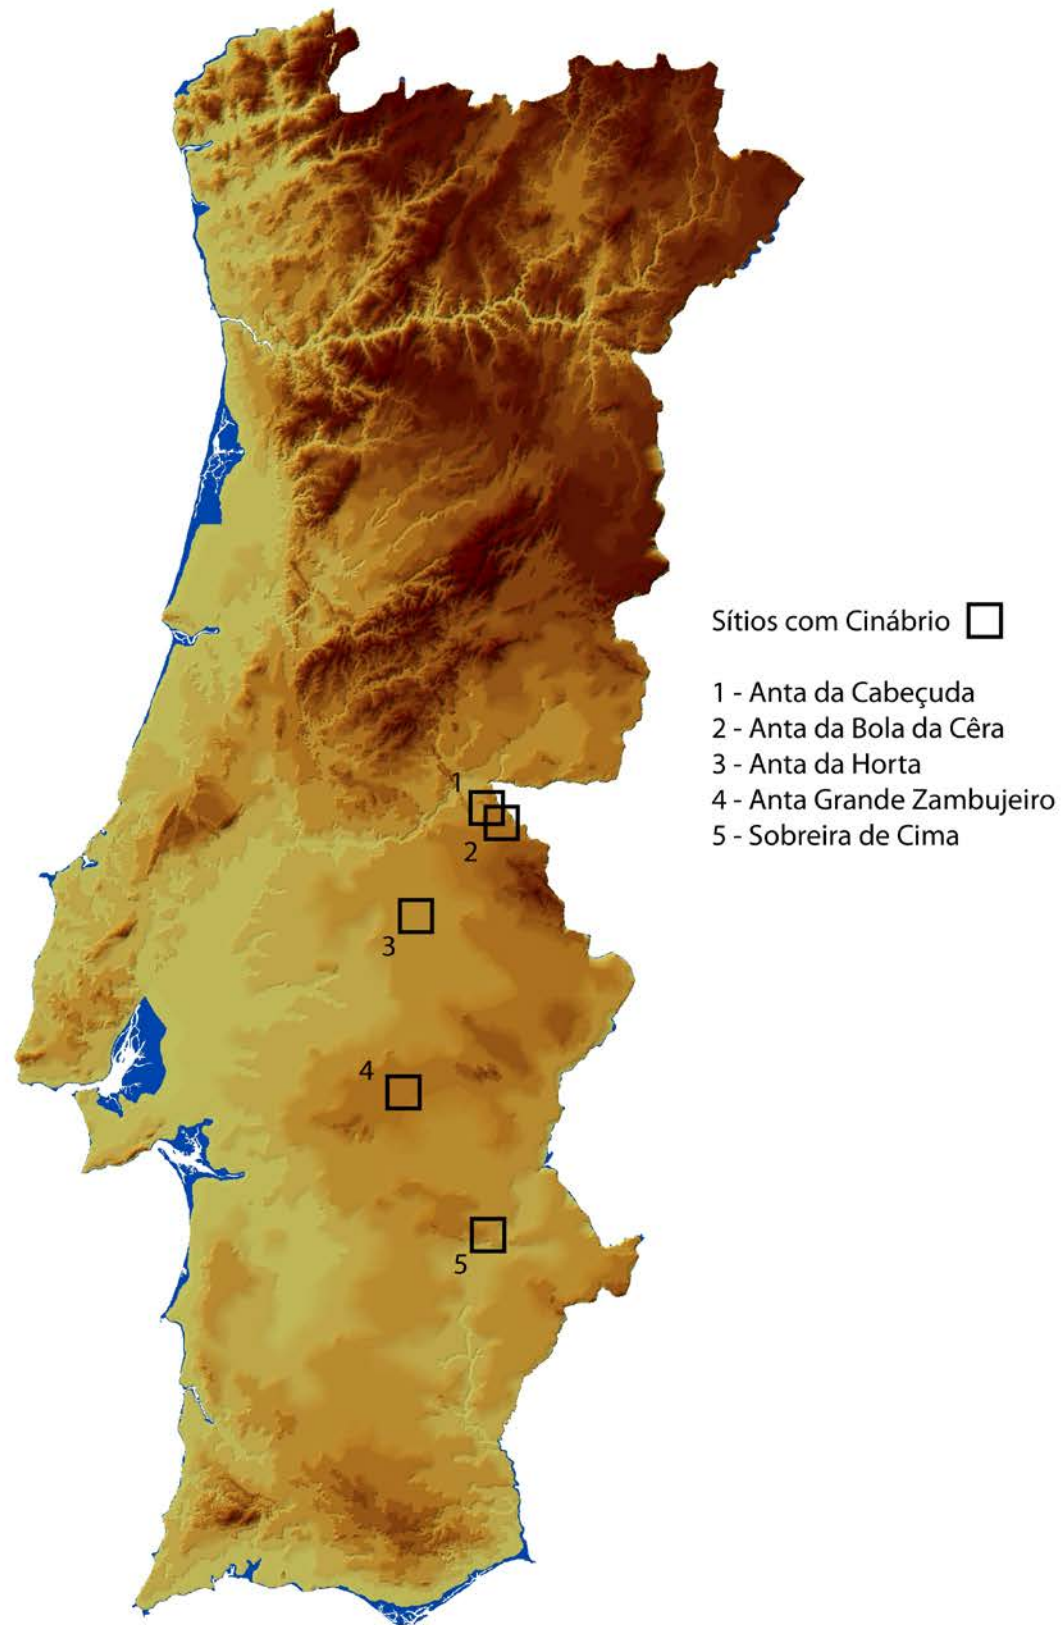 Sítios com Cinábrio
1 - Anta da Cabeçuda
2 - Anta da Bola da Cêra
3 - Anta da Horta
4 - Anta Grande Zambujeiro
5 - Sobreira de Cima
1
2
3
4
5